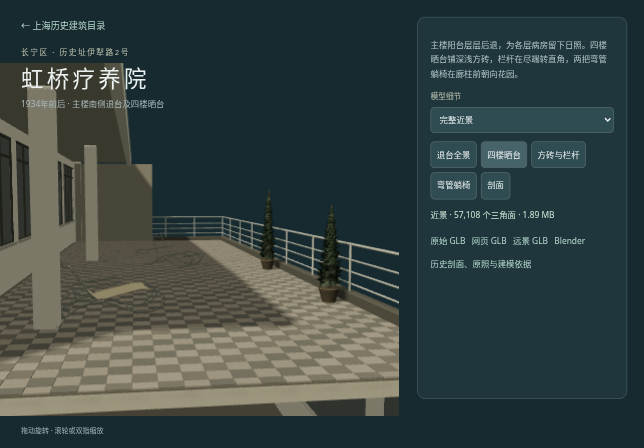 ← 上海历史建筑目录
长宁区 · 历史址伊犁路2号
虹桥疗养院
1934年前后 · 主楼南侧退台及四楼晒台
主楼阳台层层后退，为各层病房留下日照。四楼
晒台铺深浅方砖，栏杆在尽端转直角，两把弯管
躺椅在廊柱前朝向花园。
模型细节
完整近景
退台全景
四楼晒台
方砖与栏杆
弯管躺椅
剖面
近景 · 57,108 个三角面 · 1.89 MB
原始 GLB 网页 GLB 远景 GLB Blender
历史剖面、原照与建模依据
拖动旋转 · 滚轮或双指缩放